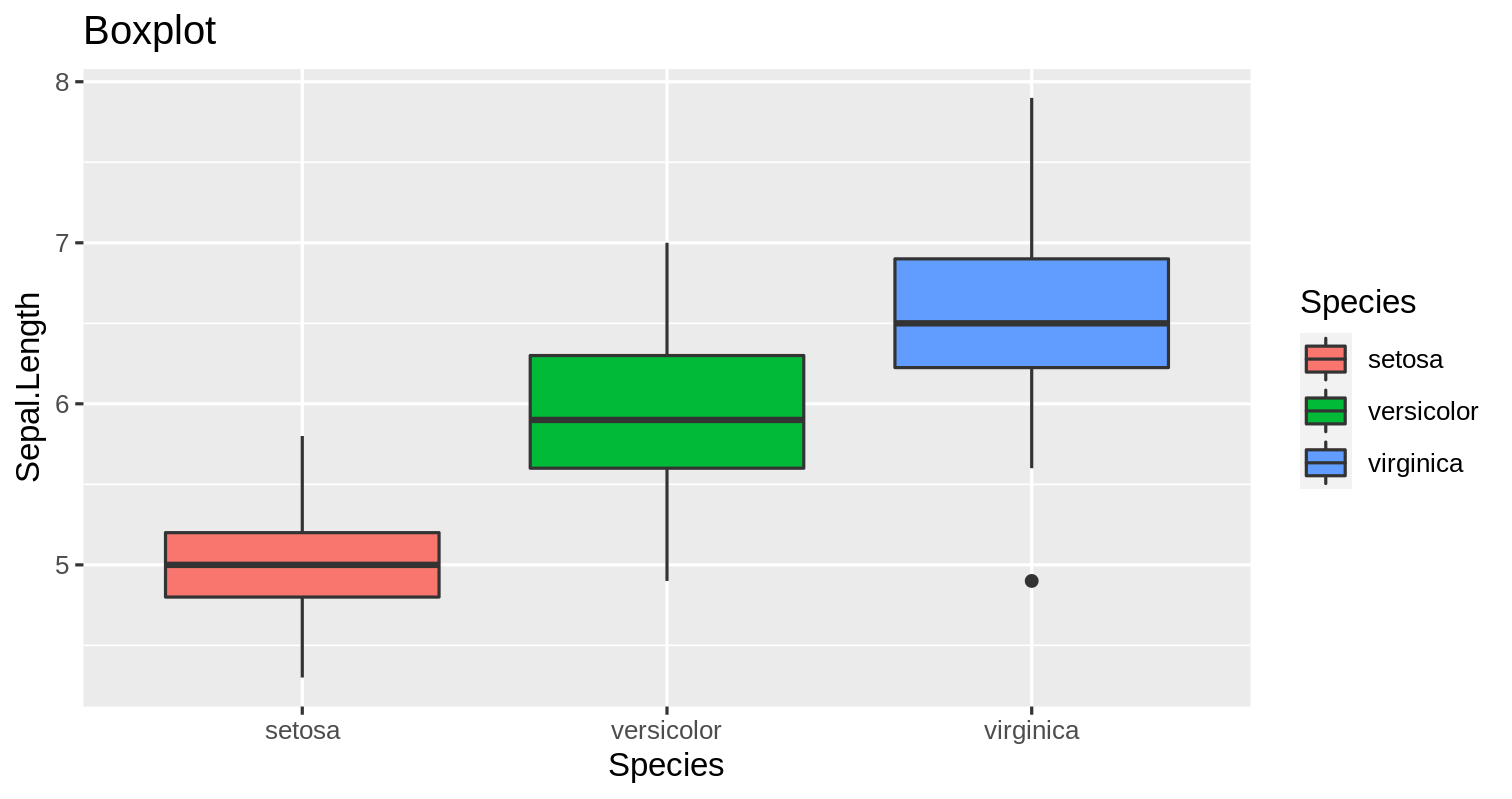 Boxplot
8
7
6
5
Sepal.Length
setosa
versicolor
virginica
Species
Species
setosa
versicolor
virginica